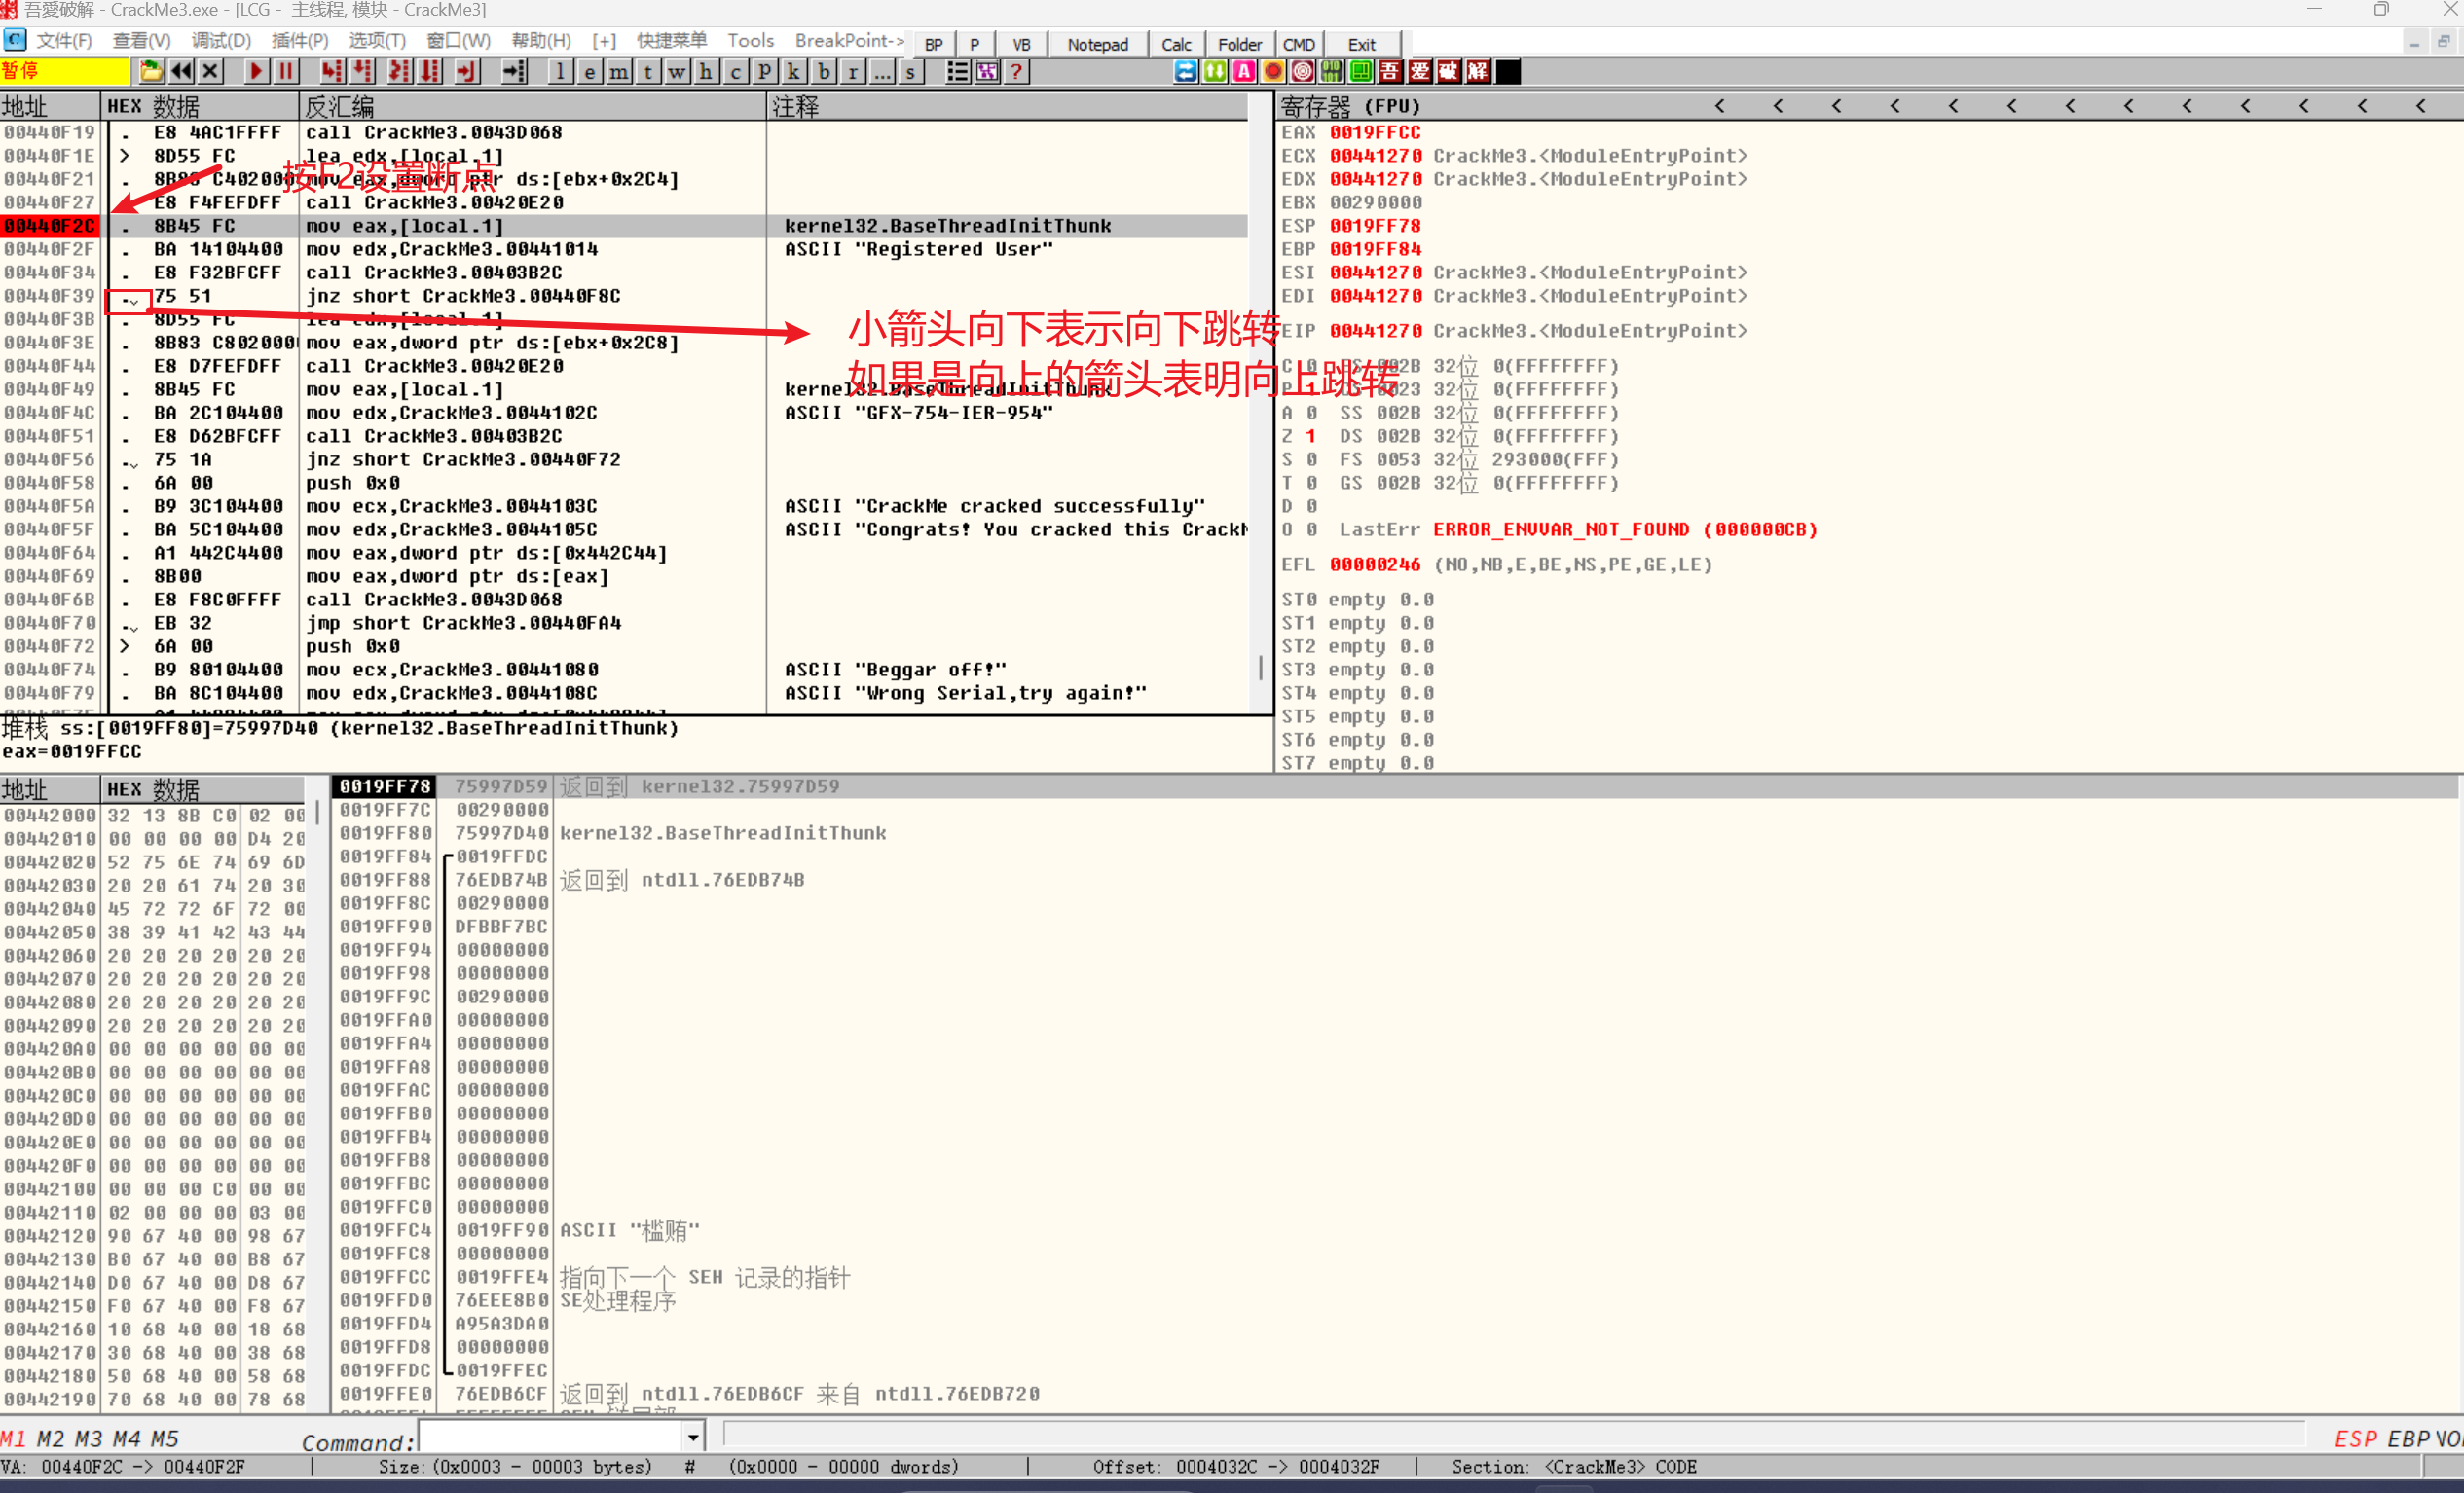 吾愛破解 - CrackMe3.exe - [LCG - 主线程, 模块 - CrackMe3]
文件(F) 查看(V) 调试(D) 插件(P) 选项(T) 窗口(W) 帮助(H) [+] 快捷菜单 Tools BreakPoint-> BP P VB Notepad Calc Folder CMD Exit
暂停 l e m t w h c P k b r ... s ? 吾 爱 破 解
地址 HEX 数据 反汇编 注释
00440F19 . E8 4AC1FFFF call CrackMe3.0043D068
00440F1E > 8D55 FC lea edx,[local.1]
00440F21 . mov eax,dword ptr ds:[ebx+0x2C4]
00440F27 E8 F4FEFDFF call CrackMe3.00420E20
00440F2C . 8B45 FC mov eax,[local.1] kernel32.BaseThreadInitThunk
00440F2F . BA 14104400 mov edx,CrackMe3.00441014 ASCII "Registered User"
00440F34 . E8 F32BFCFF call CrackMe3.00403B2C
00440F39 . 75 51 jnz short CrackMe3.00440F8C
00440F3B . 8D55 FC lea edx,[local.1]
00440F3E . 8B83 C802000 mov eax,dword ptr ds:[ebx+0x2C8]
00440F44 . E8 D7FEFDFF call CrackMe3.00420E20
00440F49 . 8B45 FC mov eax,[local.1] kernel32.BaseThreadInitThunk
00440F4C . BA 2C104400 mov edx,CrackMe3.0044102C ASCII "GFX-754-IER-954"
00440F51 . E8 D62BFCFF call CrackMe3.00403B2C
00440F56 . 75 1A jnz short CrackMe3.00440F72
00440F58 . 6A 00 push 0x0
00440F5A . B9 3C104400 mov ecx,CrackMe3.0044103C ASCII "CrackMe cracked successfully"
00440F5F . BA 5C104400 mov edx,CrackMe3.0044105C ASCII "Congrats! You cracked this CrackM
00440F64 . A1 442C4400 mov eax,dword ptr ds:[0x442C44]
00440F69 . 8B00 mov eax,dword ptr ds:[eax]
00440F6B . E8 F8C0FFFF call CrackMe3.0043D068
00440F70 . EB 32 jmp short CrackMe3.00440FA4
00440F72 > 6A 00 push 0x0
00440F74 . B9 80104400 mov ecx,CrackMe3.00441080 ASCII "Beggar off!"
00440F79 . BA 8C104400 mov edx,CrackMe3.0044108C ASCII "Wrong Serial,try again!"
按F2设置断点
小箭头向下表示向下跳转
如果是向上的箭头表明向上跳转
堆栈 ss:[0019FF80]=75997D40 (kernel32.BaseThreadInitThunk)
eax=0019FFCC
寄存器 (FPU) < < < < < < < < < < < < <
EAX 0019FFCC
ECX 00441270 CrackMe3.<ModuleEntryPoint>
EDX 00441270 CrackMe3.<ModuleEntryPoint>
EBX 00290000
ESP 0019FF78
EBP 0019FF84
ESI 00441270 CrackMe3.<ModuleEntryPoint>
EDI 00441270 CrackMe3.<ModuleEntryPoint>
EIP 00441270 CrackMe3.<ModuleEntryPoint>
C 0 ES 002B 32位 0(FFFFFFFF)
P 1 CS 0023 32位 0(FFFFFFFF)
A 0 SS 002B 32位 0(FFFFFFFF)
Z 1 DS 002B 32位 0(FFFFFFFF)
S 0 FS 0053 32位 293000(FFF)
T 0 GS 002B 32位 0(FFFFFFFF)
D 0
O 0 LastErr ERROR_ENVVAR_NOT_FOUND (000000CB)
EFL 00000246 (NO,NB,E,BE,NS,PE,GE,LE)
ST0 empty 0.0
ST1 empty 0.0
ST2 empty 0.0
ST3 empty 0.0
ST4 empty 0.0
ST5 empty 0.0
ST6 empty 0.0
ST7 empty 0.0
地址 HEX 数据
00442000 32 13 8B C0 02 00
00442010 00 00 00 00 D4 20
00442020 52 75 6E 74 69 6D
00442030 20 20 61 74 20 30
00442040 45 72 72 6F 72 00
00442050 38 39 41 42 43 44
00442060 20 20 20 20 20 20
00442070 20 20 20 20 20 20
00442080 20 20 20 20 20 20
00442090 20 20 20 20 20 20
004420A0 00 00 00 00 00 00
004420B0 00 00 00 00 00 00
004420C0 00 00 00 00 00 00
004420D0 00 00 00 00 00 00
004420E0 00 00 00 00 00 00
004420F0 00 00 00 00 00 00
00442100 00 00 00 C0 00 00
00442110 02 00 00 00 03 00
00442120 90 67 40 00 98 67
00442130 B0 67 40 00 B8 67
00442140 D0 67 40 00 D8 67
00442150 F0 67 40 00 F8 67
00442160 10 68 40 00 18 68
00442170 30 68 40 00 38 68
00442180 50 68 40 00 58 68
00442190 70 68 40 00 78 68
0019FF78 75997D59 返回到 kernel32.75997D59
0019FF7C 00290000
0019FF80 75997D40 kernel32.BaseThreadInitThunk
0019FF84 0019FFDC
0019FF88 76EDB74B 返回到 ntdll.76EDB74B
0019FF8C 00290000
0019FF90 DFBBF7BC
0019FF94 00000000
0019FF98 00000000
0019FF9C 00290000
0019FFA0 00000000
0019FFA4 00000000
0019FFA8 00000000
0019FFAC 00000000
0019FFB0 00000000
0019FFB4 00000000
0019FFB8 00000000
0019FFBC 00000000
0019FFC0 00000000
0019FFC4 0019FF90 ASCII "槛贿"
0019FFC8 00000000
0019FFCC 0019FFE4 指向下一个 SEH 记录的指针
0019FFD0 76EEE8B0 SE处理程序
0019FFD4 A95A3DA0
0019FFD8 00000000
0019FFDC 0019FFEC
0019FFE0 76EDB6CF 返回到 ntdll.76EDB6CF 来自 ntdll.76EDB720
M1 M2 M3 M4 M5 Command: ESP EBP
VA: 00440F2C -> 00440F2F | Size:(0x0003 - 00003 bytes) # (0x0000 - 00000 dwords) | Offset: 0004032C -> 0004032F | Section: <CrackMe3> CODE